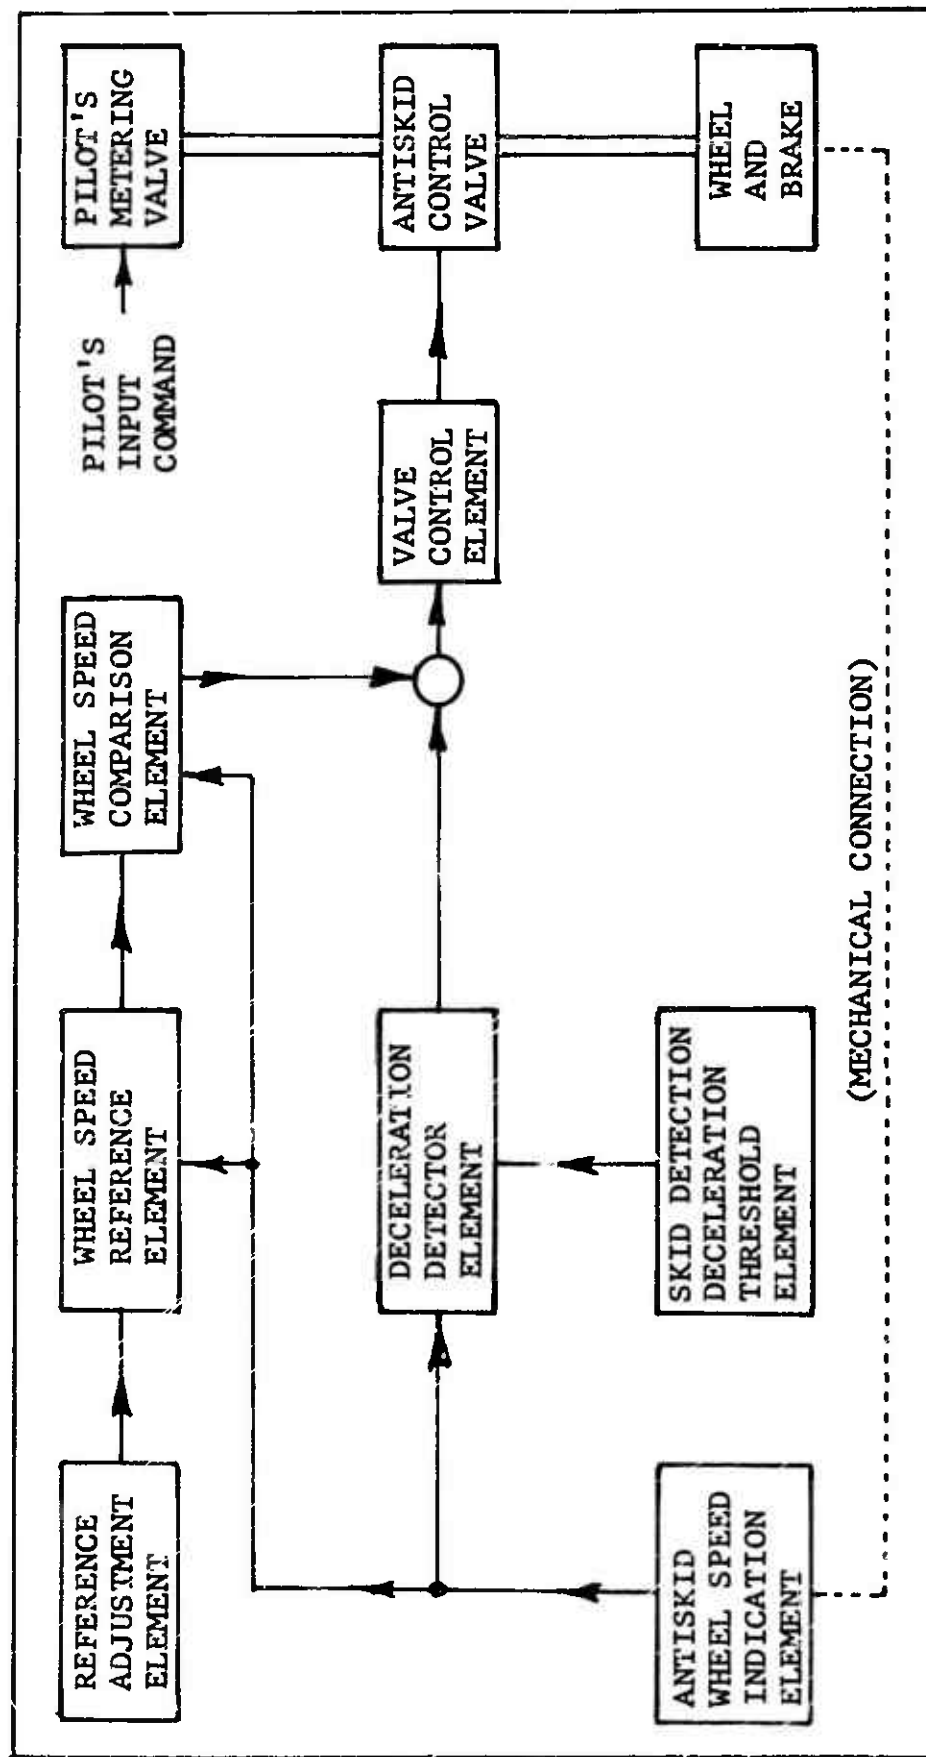 REFERENCE
ADJUSTMENT
ELEMENT
WHEEL SPEED
REFERENCE
ELEMENT
WHEEL SPEED
COMPARISON
ELEMENT
PILOT'S
INPUT
COMMAND
PILOT'S
METERING
VALVE
DECELERATION
DETECTOR
ELEMENT
VALVE
CONTROL
ELEMENT
ANTISKID
CONTROL
VALVE
ANTISKID
WHEEL SPEED
INDICATION
ELEMENT
SKID DETECTION
DECELERATION
THRESHOLD
ELEMENT
WHEEL
AND
BRAKE
(MECHANICAL CONNECTION)